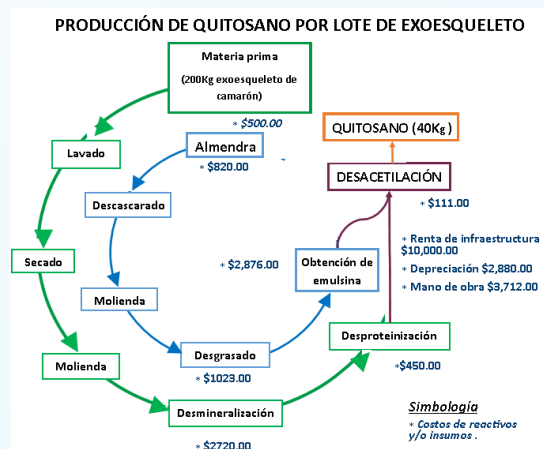 PRODUCCIÓN DE QUITOSANO POR LOTE DE EXOESQUELETO
Materia prima
(200Kg exoesqueleto de
camarón)
* $500.00
Lavado
Almendra
* $820.00
QUITOSANO (40Kg )
DESACETILACIÓN
* $111.00
Descascarado
* Renta de infraestructura
$10,000.00
* Depreciación $2,880.00
* Mano de obra $3,712.00
Secado
* $2,876.00
Obtención de
emulsina
Molienda
Desproteinización
*$450.00
Desgrasado
* $1023.00
Molienda
Desmineralización
* $2720.00
Simbología
* Costos de reactivos
y/o insumos .